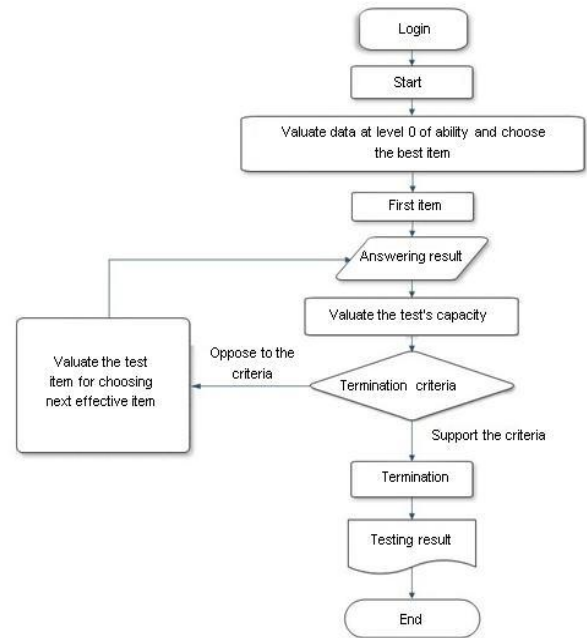 Login
Start
Valuate data at level 0 of ability and choose
the best item
First item
Answering result
Valuate the test's capacity
Termination criteria
Oppose to the
criteria
Valuate the test
item for choosing
next effective item
Support the criteria
Termination
Testing result
End